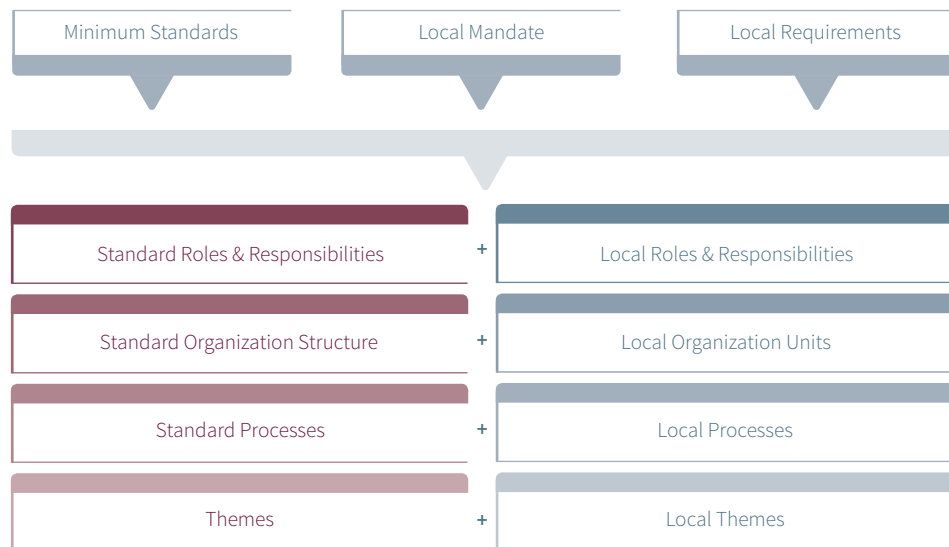 Minimum Standards
Local Mandate
Local Requirements
Standard Roles & Responsibilities
+
Local Roles & Responsibilities
Standard Organization Structure
+
Local Organization Units
Standard Processes
+
Local Processes
Themes
+
Local Themes